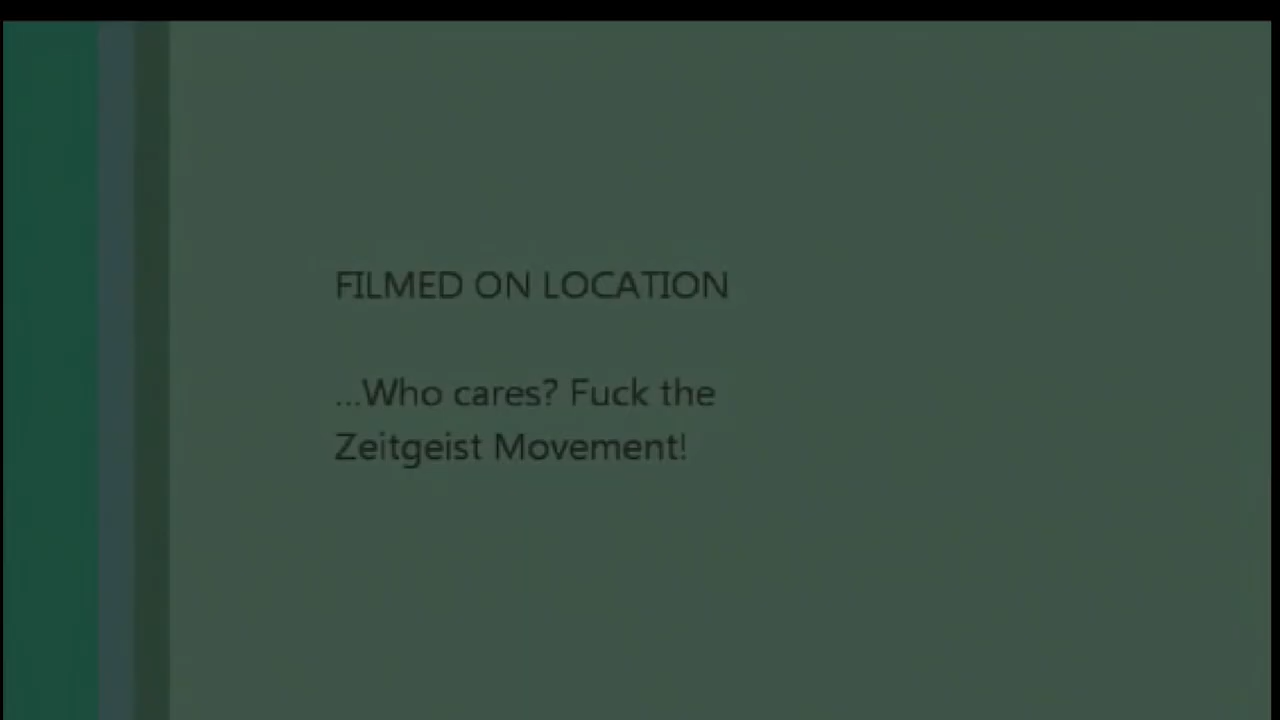 FILMED ON LOCATION
...Who cares? Fuck the
Zeitgeist Movement!